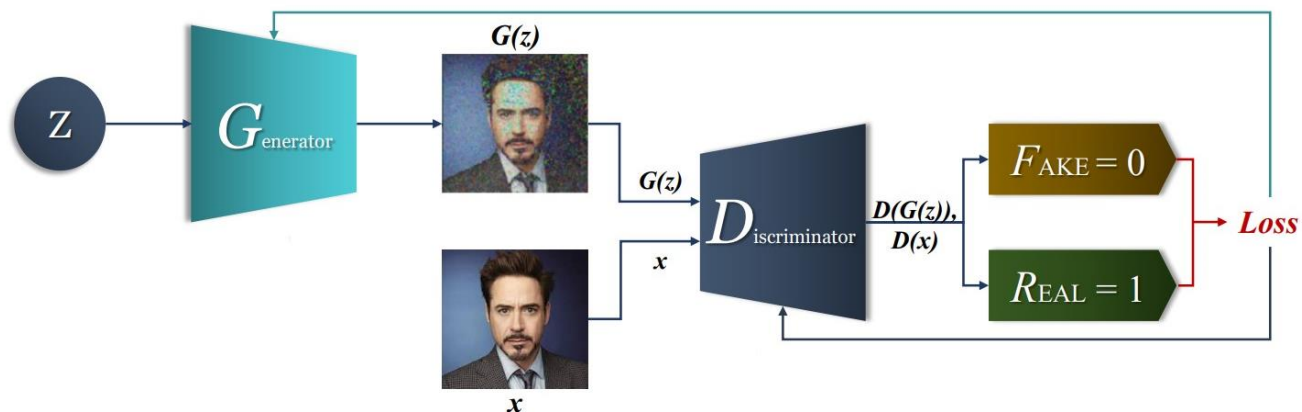 Z
Generator
G(z)
G(z)
x
x
Discriminator
D(G(z)),
D(x)
FAKE = 0
REAL = 1
Loss